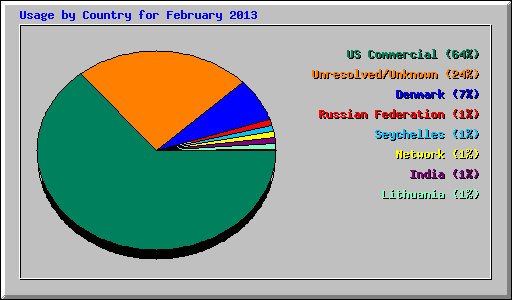 Usage by Country for February 2013
US Commercial (64%)
Unresolved/Unknown (24%)
Denmark (7%)
Russian Federation (1%)
Seychelles (1%)
Network (1%)
India (1%)
Lithuania (1%)